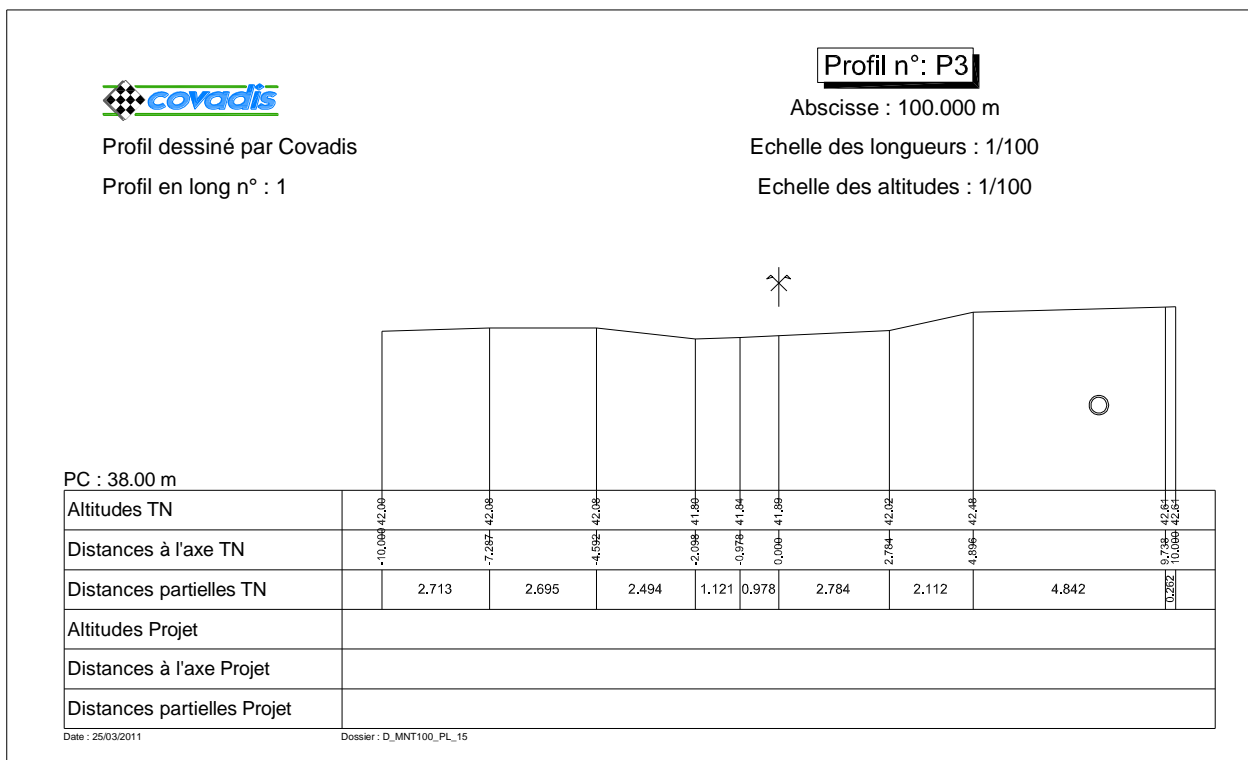 covadis
Profil dessiné par Covadis
Profil en long n° : 1
Profil n°: P3
Abscisse : 100.000 m
Echelle des longueurs : 1/100
Echelle des altitudes : 1/100
PC : 38.00 m
Altitudes TN 42.00 42.08 42.08 41.80 41.84 41.89 42.02 42.48 42.61 42.61
Distances à l'axe TN -10.000 -7.287 -4.592 -2.098 -0.978 0.000 2.784 4.896 9.738 10.000
Distances partielles TN 2.713 2.695 2.494 1.121 0.978 2.784 2.112 4.842 0.262
Altitudes Projet
Distances à l'axe Projet
Distances partielles Projet
Date : 25/03/2011 Dossier : D_MNT100_PL_15